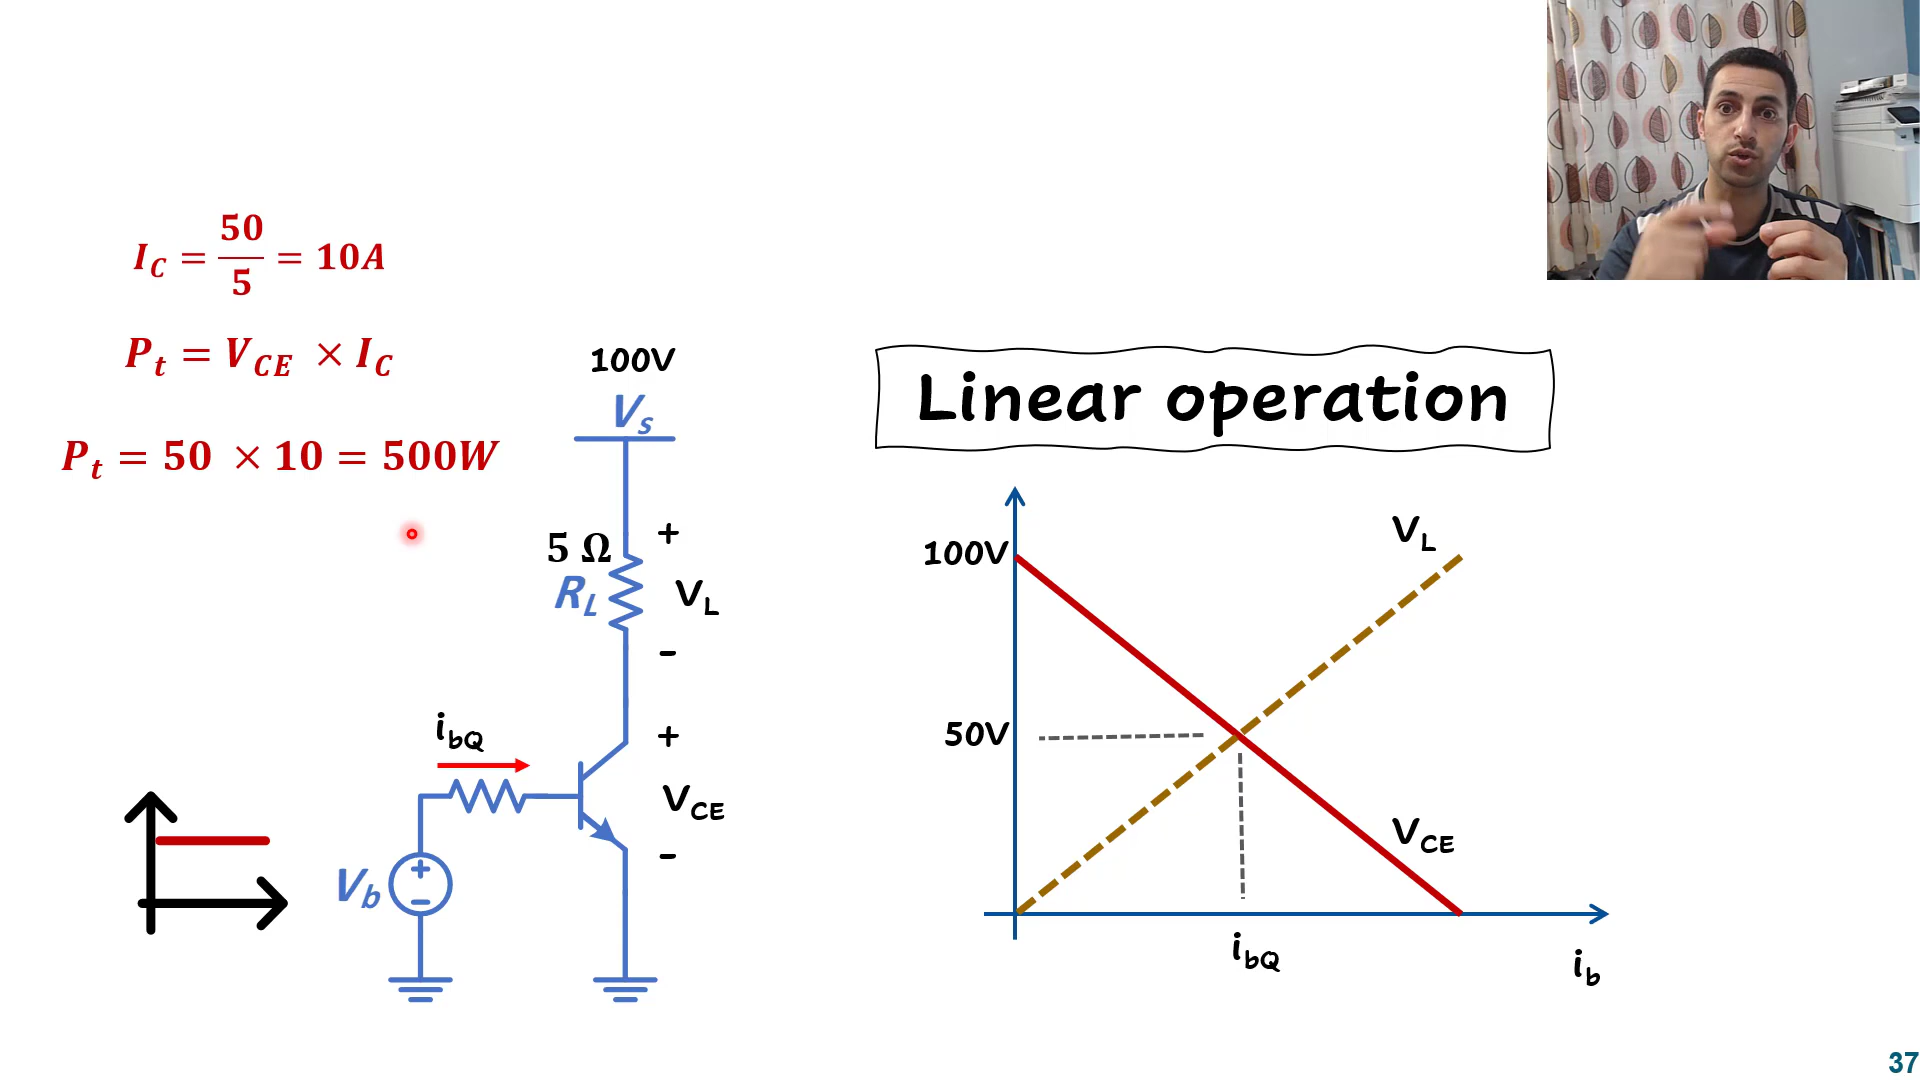 I_C = 50/5 = 10A
P_t = V_CE × I_C
P_t = 50 × 10 = 500W
100V
V_s
5 Ω
R_L
+
V_L
-
i_bQ
+
V_CE
-
V_b
+
-
Linear operation
100V
50V
V_L
V_CE
i_bQ
i_b
37